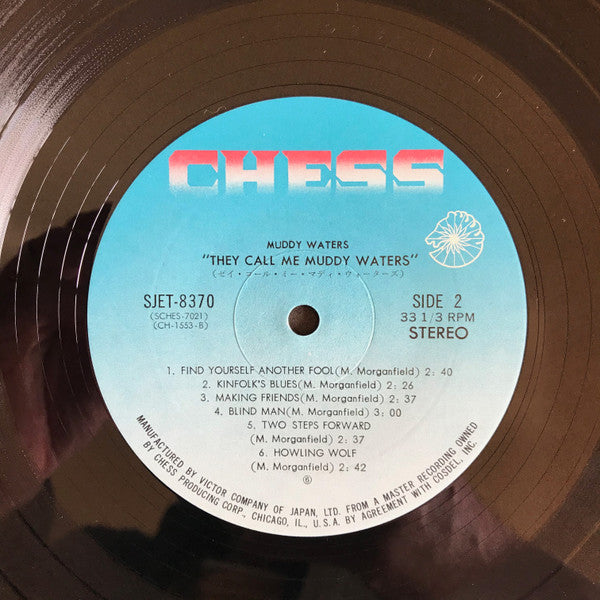 CHESS
MUDDY WATERS
"THEY CALL ME MUDDY WATERS"
(ゼイ・コール・ミー・マディ・ウォーターズ)
SJET-8370
(SCHES-7021)
(CH-1553-B)
SIDE 2
33 1/3 RPM
STEREO
1. FIND YOURSELF ANOTHER FOOL(M. Morganfield) 2: 40
2. KINFOLK'S BLUES(M. Morganfield) 2: 26
3. MAKING FRIENDS(M. Morganfield) 2: 37
4. BLIND MAN(M. Morganfield) 3: 00
5. TWO STEPS FORWARD
(M. Morganfield) 2: 37
6. HOWLING WOLF
(M. Morganfield) 2: 42
MANUFACTURED BY VICTOR COMPANY OF JAPAN, LTD. FROM A MASTER RECORDING OWNED
BY CHESS PRODUCING CORP., CHICAGO, IL., U.S.A. BY AGREEMENT WITH COSDEL, INC.